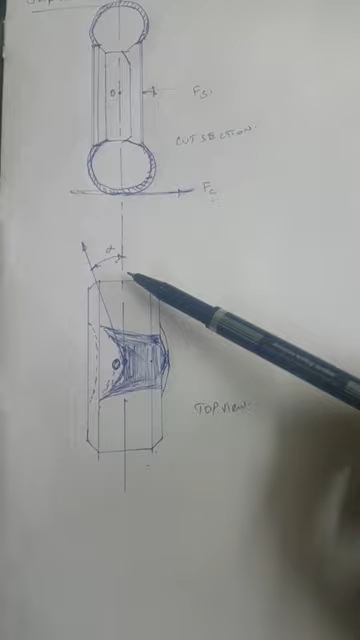 O
Fs.
CUT SECTION.
Fc
α
O
TOP VIEW.